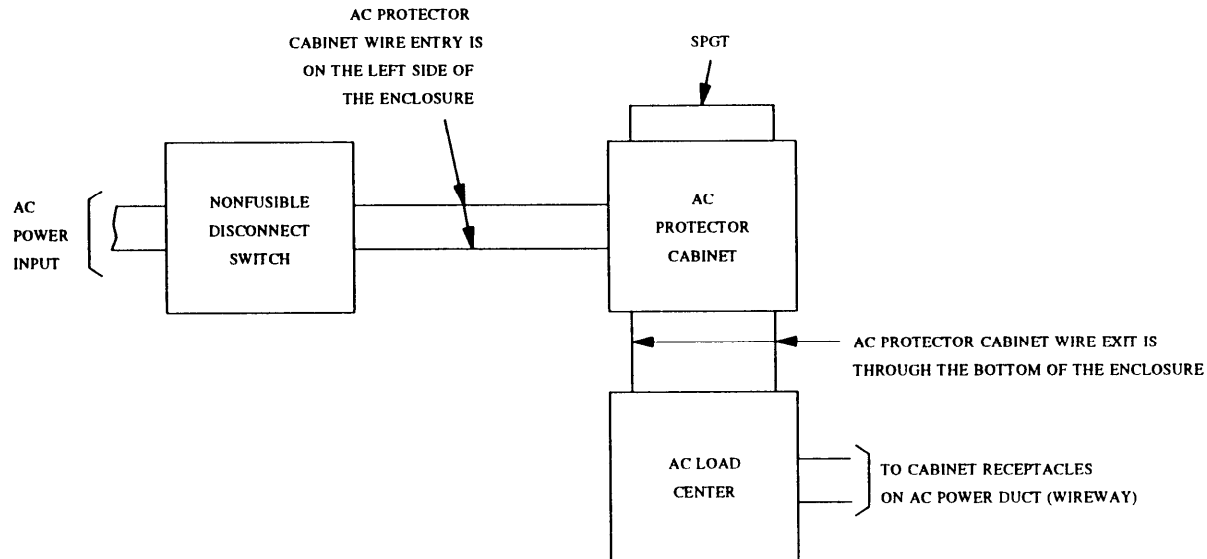 AC PROTECTOR
CABINET WIRE ENTRY IS
ON THE LEFT SIDE OF
THE ENCLOSURE
SPGT
AC
POWER
INPUT
NONFUSIBLE
DISCONNECT
SWITCH
AC
PROTECTOR
CABINET
AC PROTECTOR CABINET WIRE EXIT IS
THROUGH THE BOTTOM OF THE ENCLOSURE
AC LOAD
CENTER
TO CABINET RECEPTACLES
ON AC POWER DUCT (WIREWAY)